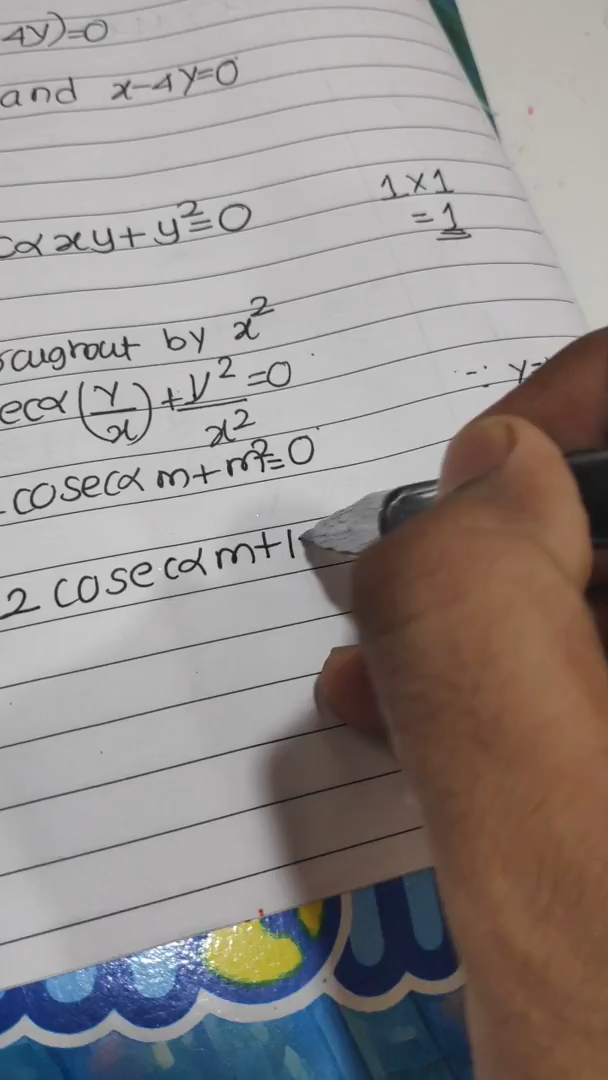 4y)=0
and x-4y=0
cα xy+y²=0
1×1
=1
by x²
ecα(y/x)+y²/x²=0
cosecα m+m²=0
∵ y=
2 cosecα m+1